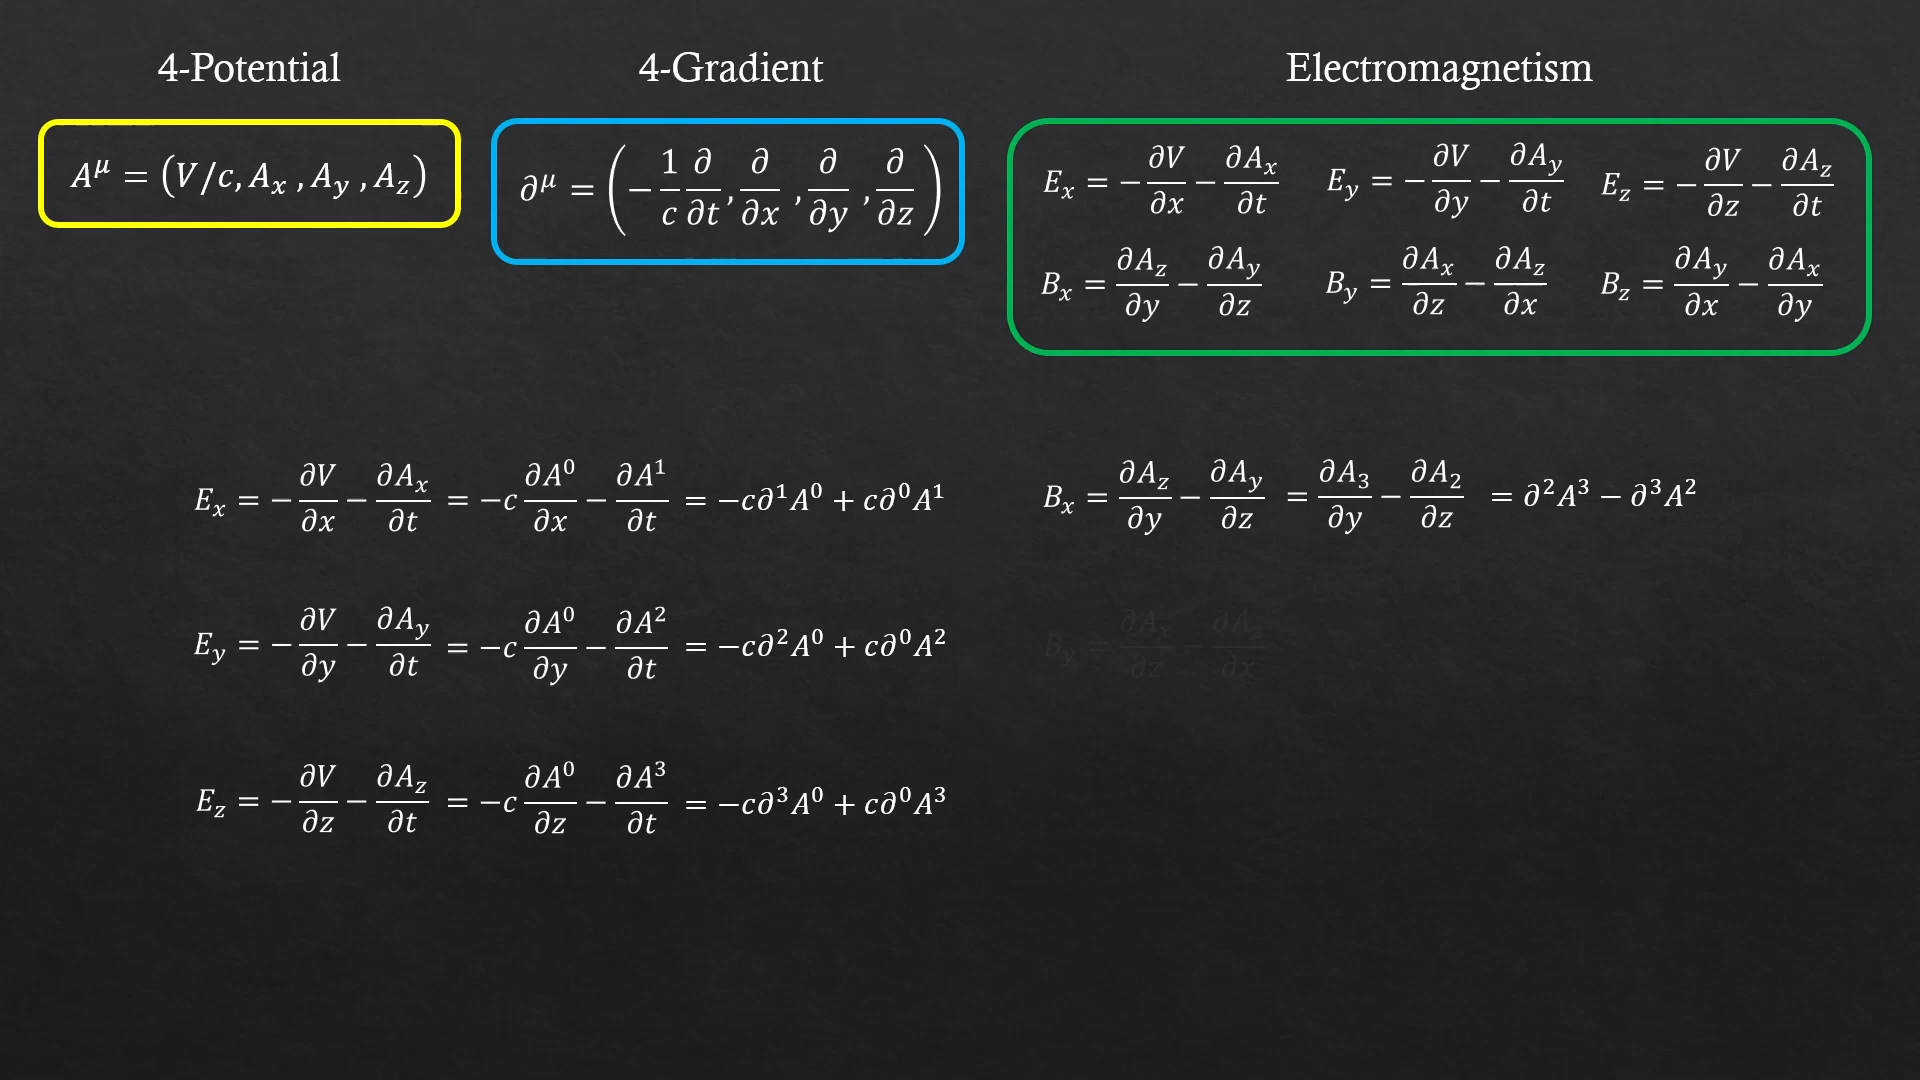 4-Potential
4-Gradient
Electromagnetism
A^μ = (V/c, A_x , A_y , A_z)
∂^μ = (−1/c ∂/∂t, ∂/∂x , ∂/∂y , ∂/∂z)
E_x = −∂V/∂x − ∂A_x/∂t
E_y = −∂V/∂y − ∂A_y/∂t
E_z = −∂V/∂z − ∂A_z/∂t
B_x = ∂A_z/∂y − ∂A_y/∂z
B_y = ∂A_x/∂z − ∂A_z/∂x
B_z = ∂A_y/∂x − ∂A_x/∂y
E_x = −∂V/∂x − ∂A_x/∂t = −c ∂A^0/∂x − ∂A^1/∂t = −c∂^1A^0 + c∂^0A^1
B_x = ∂A_z/∂y − ∂A_y/∂z = ∂A_3/∂y − ∂A_2/∂z = ∂^2A^3 − ∂^3A^2
E_y = −∂V/∂y − ∂A_y/∂t = −c ∂A^0/∂y − ∂A^2/∂t = −c∂^2A^0 + c∂^0A^2
B_y = ∂A_x/∂z − ∂A_z/∂x
E_z = −∂V/∂z − ∂A_z/∂t = −c ∂A^0/∂z − ∂A^3/∂t = −c∂^3A^0 + c∂^0A^3